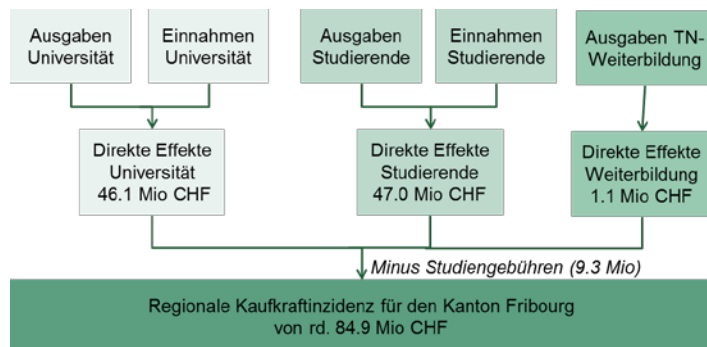 Ausgaben
Universität
Einnahmen
Universität
Ausgaben
Studierende
Einnahmen
Studierende
Ausgaben TN-
Weiterbildung
Direkte Effekte
Universität
46.1 Mio CHF
Direkte Effekte
Studierende
47.0 Mio CHF
Direkte Effekte
Weiterbildung
1.1 Mio CHF
Minus Studiengebühren (9.3 Mio)
Regionale Kaufkraftinzidenz für den Kanton Fribourg
von rd. 84.9 Mio CHF